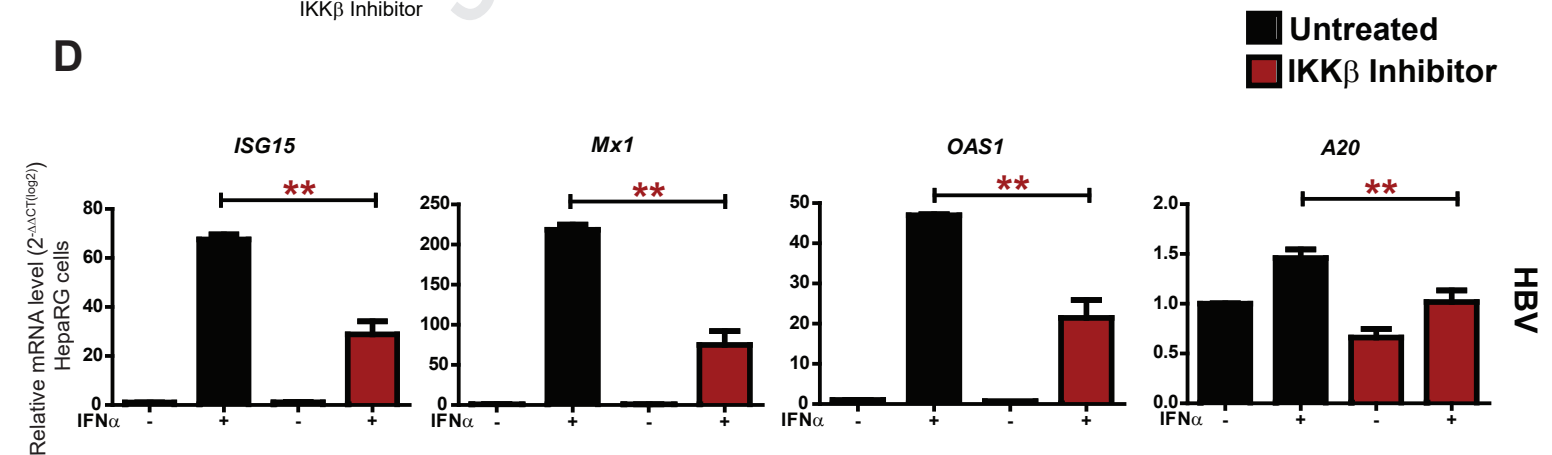 IKKβ Inhibitor
D
Untreated
IKKβ Inhibitor
ISG15
Mx1
OAS1
A20
Relative mRNA level (2-ΔΔCT(log2))
HepaRG cells
80
60
40
20
0
**
IFNα - + - +
250
200
150
100
50
0
**
IFNα - + - +
50
40
30
20
10
0
**
IFNα - + - +
2.0
1.5
1.0
0.5
0.0
**
IFNα - + - +
HBV